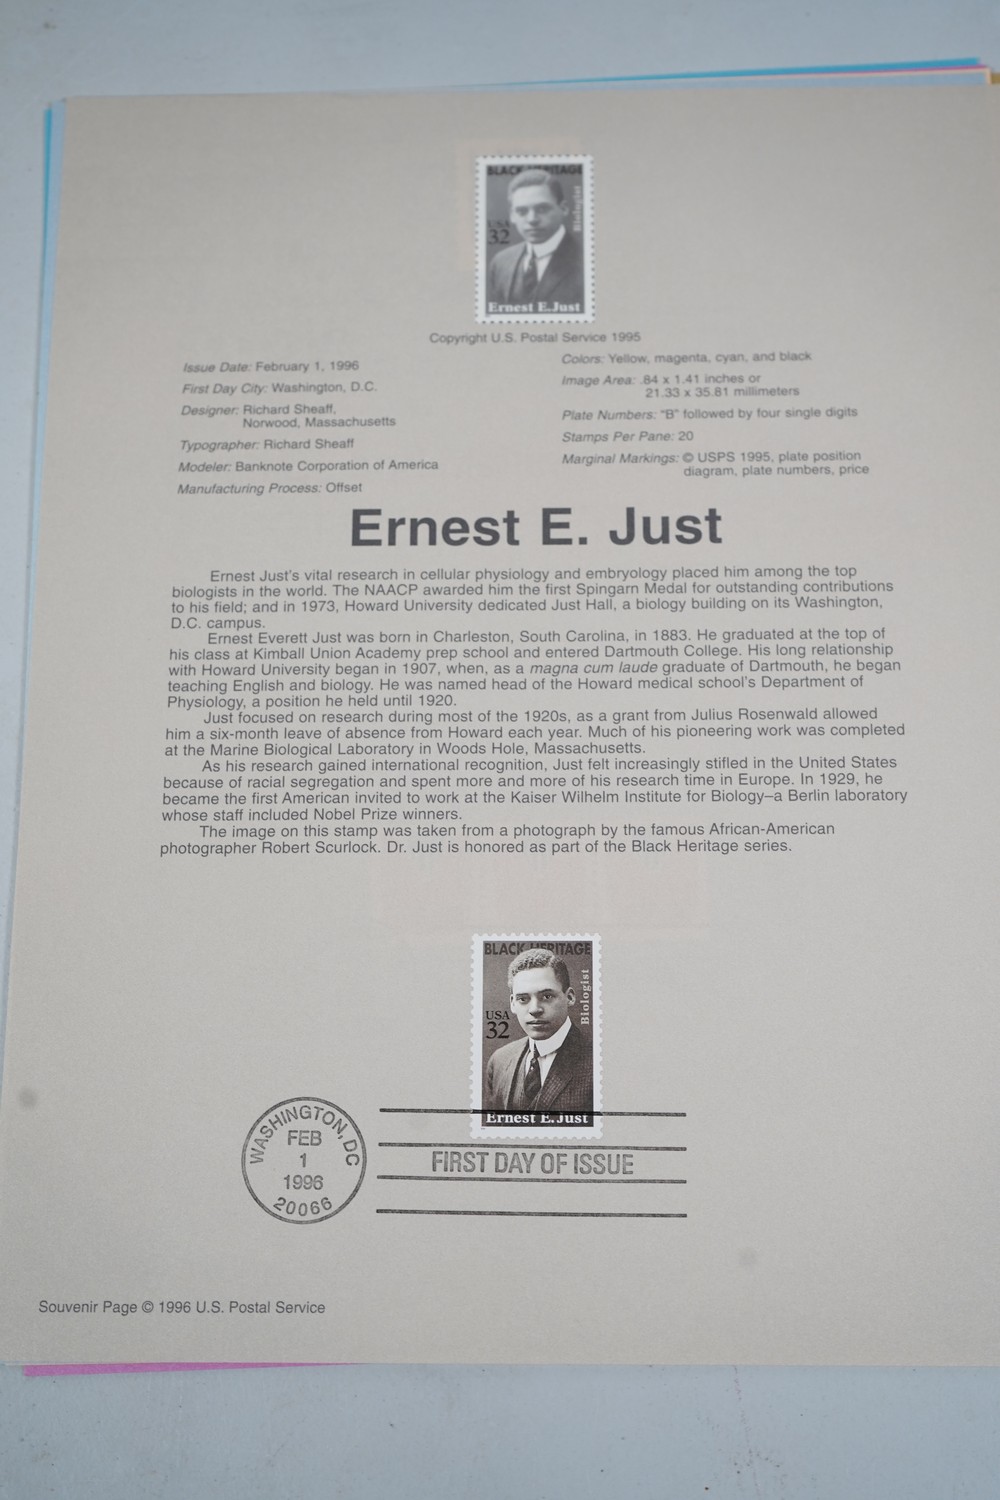 BLACK HERITAGE
Biologist
USA
32
Ernest E. Just
Copyright U.S. Postal Service 1995
Issue Date: February 1, 1996
First Day City: Washington, D.C.
Designer: Richard Sheaff,
Norwood, Massachusetts
Typographer: Richard Sheaff
Modeler: Banknote Corporation of America
Manufacturing Process: Offset
Colors: Yellow, magenta, cyan, and black
Image Area: .84 x 1.41 inches or
21.33 x 35.81 millimeters
Plate Numbers: "B" followed by four single digits
Stamps Per Pane: 20
Marginal Markings: © USPS 1995, plate position
diagram, plate numbers, price
Ernest E. Just
Ernest Just's vital research in cellular physiology and embryology placed him among the top
biologists in the world. The NAACP awarded him the first Spingarn Medal for outstanding contributions
to his field; and in 1973, Howard University dedicated Just Hall, a biology building on its Washington,
D.C. campus.
Ernest Everett Just was born in Charleston, South Carolina, in 1883. He graduated at the top of
his class at Kimball Union Academy prep school and entered Dartmouth College. His long relationship
with Howard University began in 1907, when, as a magna cum laude graduate of Dartmouth, he began
teaching English and biology. He was named head of the Howard medical school's Department of
Physiology, a position he held until 1920.
Just focused on research during most of the 1920s, as a grant from Julius Rosenwald allowed
him a six-month leave of absence from Howard each year. Much of his pioneering work was completed
at the Marine Biological Laboratory in Woods Hole, Massachusetts.
As his research gained international recognition, Just felt increasingly stifled in the United States
because of racial segregation and spent more and more of his research time in Europe. In 1929, he
became the first American invited to work at the Kaiser Wilhelm Institute for Biology–a Berlin laboratory
whose staff included Nobel Prize winners.
The image on this stamp was taken from a photograph by the famous African-American
photographer Robert Scurlock. Dr. Just is honored as part of the Black Heritage series.
BLACK HERITAGE
Biologist
USA
32
Ernest E. Just
WASHINGTON, DC
FEB
1
1996
20066
FIRST DAY OF ISSUE
Souvenir Page © 1996 U.S. Postal Service